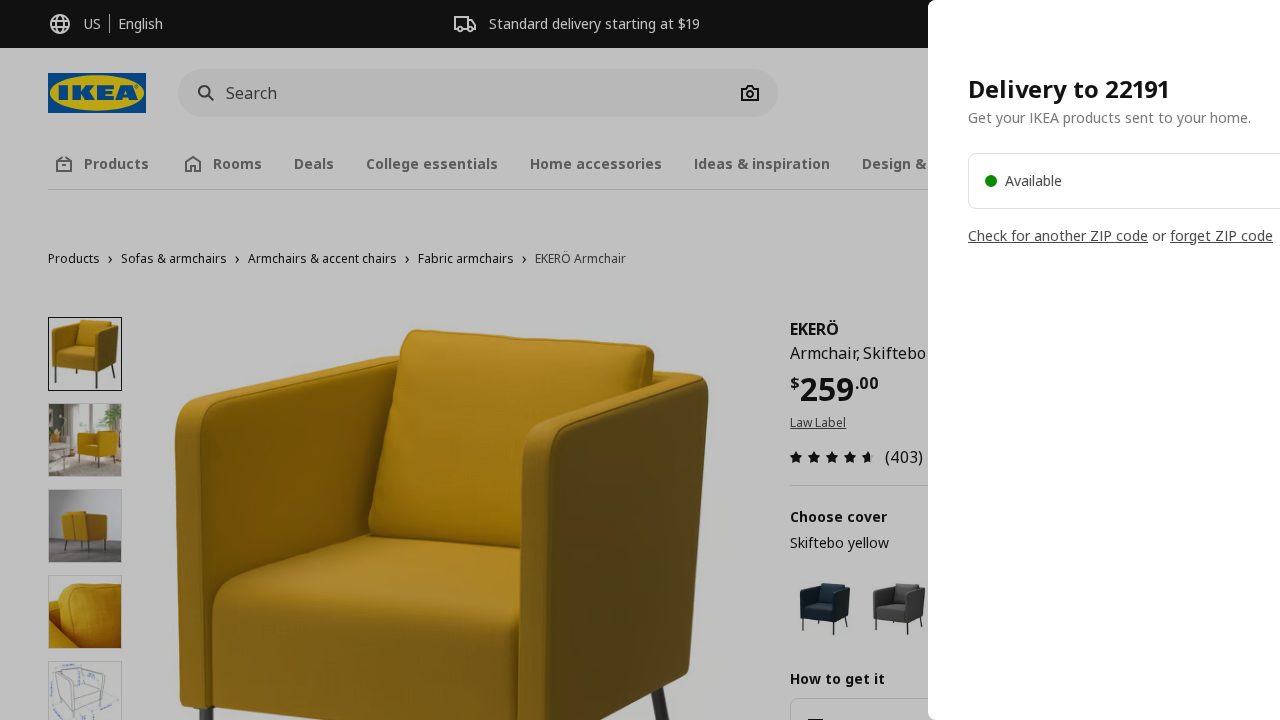 US
English
Standard delivery starting at $19
IKEA
Search
Products
Rooms
Deals
College essentials
Home accessories
Ideas & inspiration
Design &
Products › Sofas & armchairs › Armchairs & accent chairs › Fabric armchairs › EKERÖ Armchair
EKERÖ
Armchair, Skiftebo
$259.00
Law Label
(403)
Choose cover
Skiftebo yellow
How to get it
Delivery to 22191
Get your IKEA products sent to your home.
Available
Check for another ZIP code or forget ZIP code